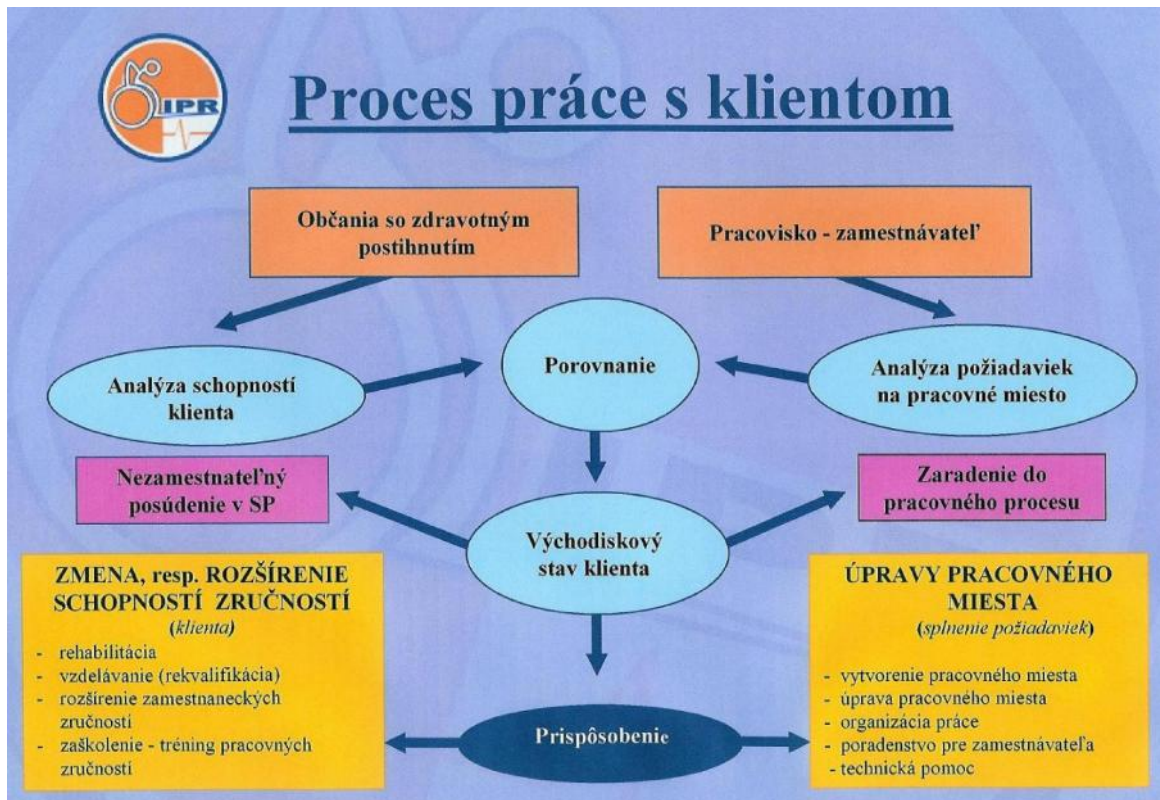 IPR
Proces práce s klientom
Občania so zdravotným
postihnutím
Pracovisko - zamestnávateľ
Analýza schopností
klienta
Porovnanie
Analýza požiadaviek
na pracovné miesto
Nezamestnateľný
posúdenie v SP
Zaradenie do
pracovného procesu
Východiskový
stav klienta
ZMENA, resp. ROZŠÍRENIE
SCHOPNOSTÍ ZRUČNOSTÍ
(klienta)
- rehabilitácia
- vzdelávanie (rekvalifikácia)
- rozšírenie zamestnaneckých
zručností
- zaškolenie - tréning pracovných
zručností
ÚPRAVY PRACOVNÉHO
MIESTA
(splnenie požiadaviek)
- vytvorenie pracovného miesta
- úprava pracovného miesta
- organizácia práce
- poradenstvo pre zamestnávateľa
- technická pomoc
Prispôsobenie